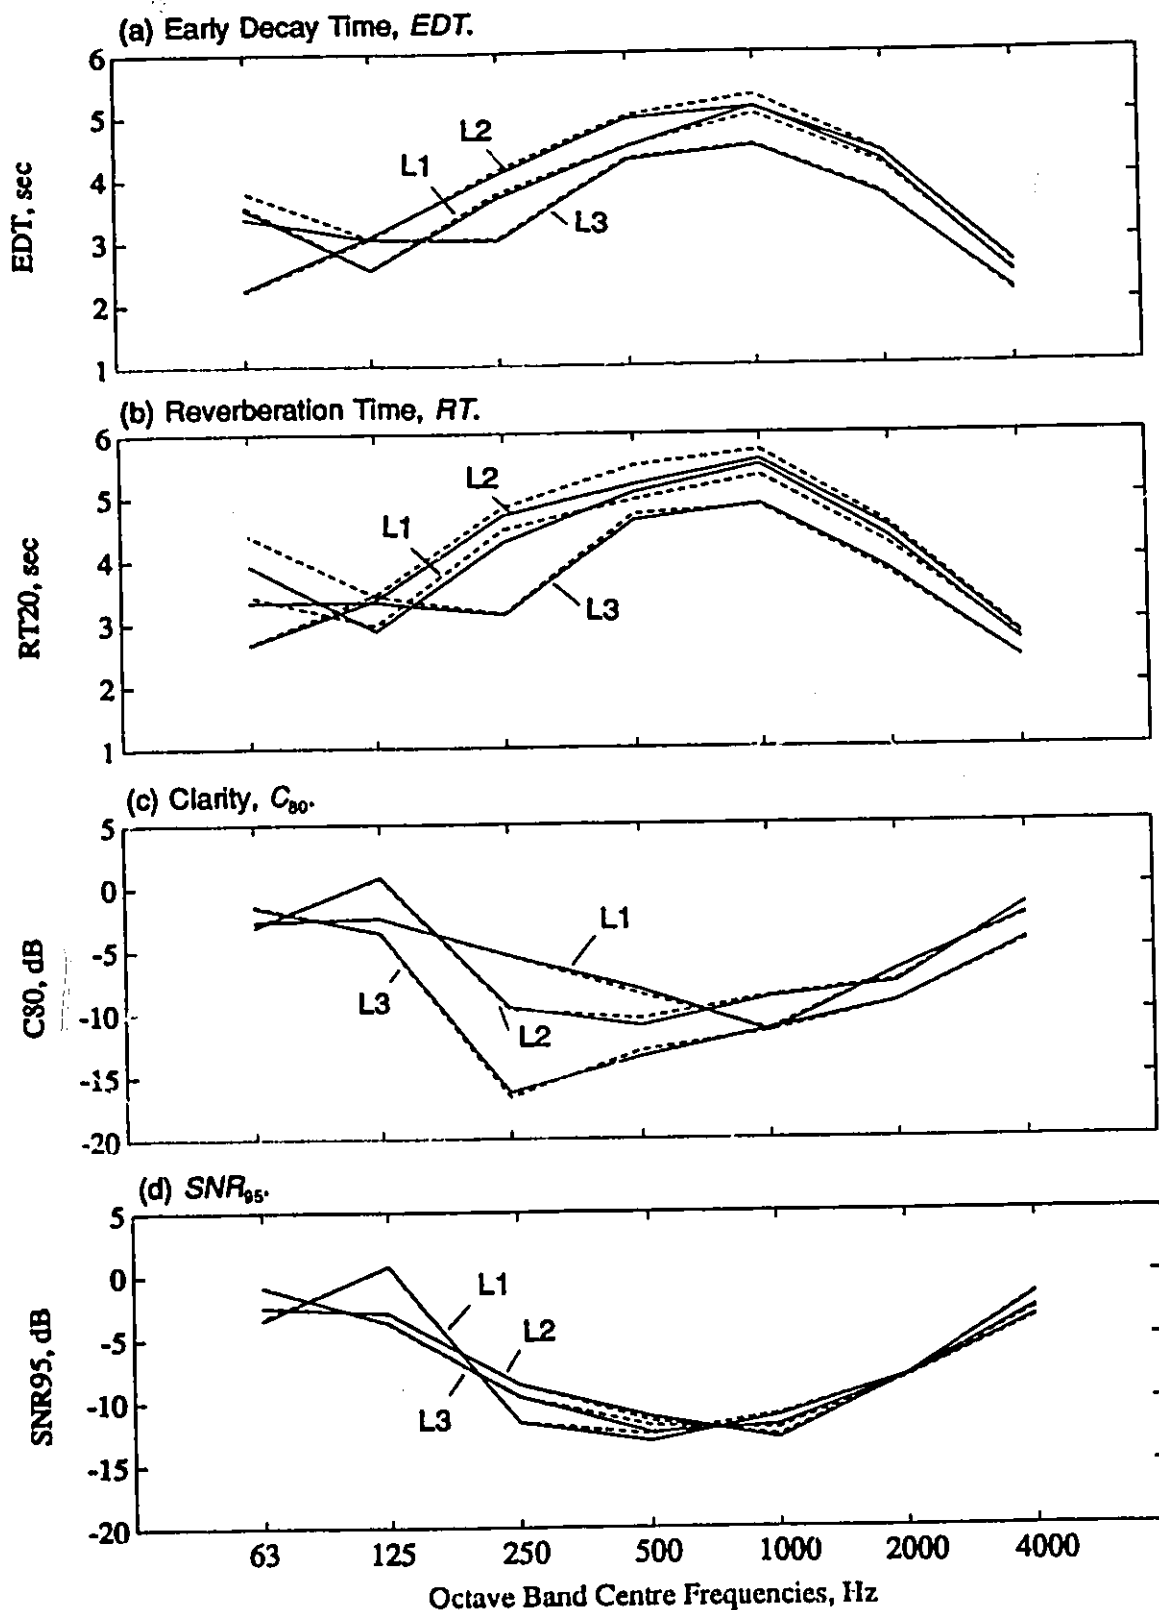 (a) Early Decay Time, EDT.
6
5
4
3
2
1
EDT, sec
L2
L1
L3
(b) Reverberation Time, RT.
6
5
4
3
2
1
RT20, sec
L2
L1
L3
(c) Clarity, C80.
5
0
-5
-10
-15
-20
C80, dB
L1
L3
L2
(d) SNR95.
5
0
-5
-10
-15
-20
SNR95, dB
L1
L2
L3
63 125 250 500 1000 2000 4000
Octave Band Centre Frequencies, Hz